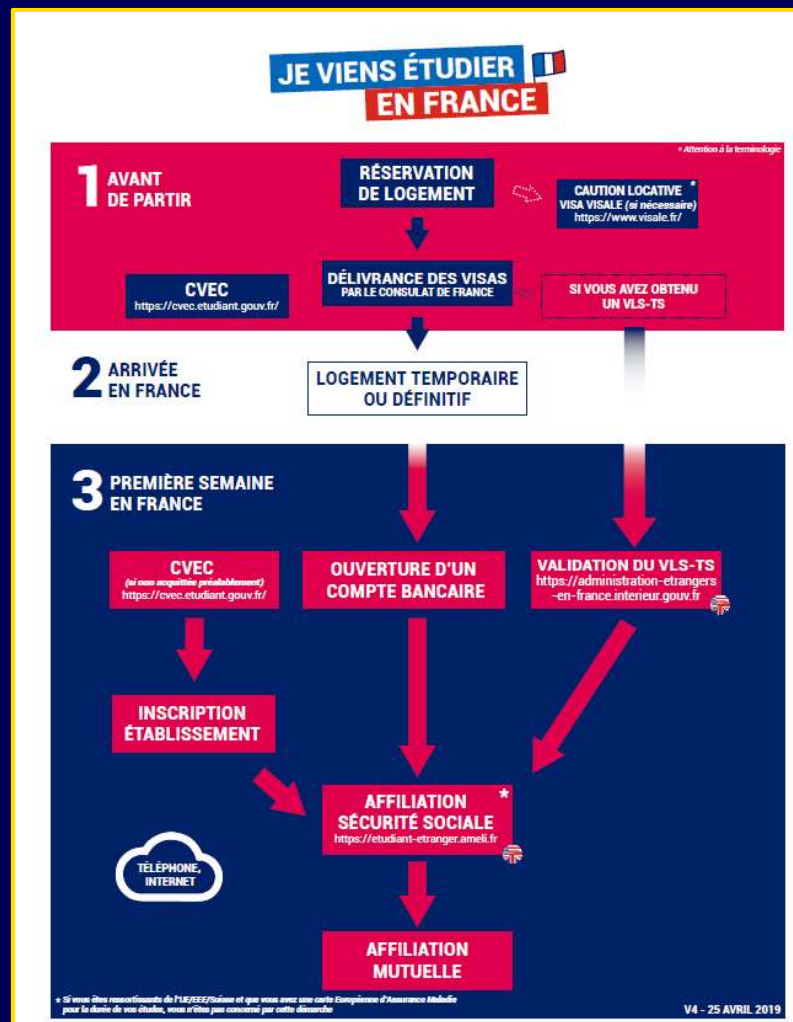 JE VIENS ÉTUDIER
EN FRANCE
* Attention à la terminologie
1 AVANT
DE PARTIR
RÉSERVATION
DE LOGEMENT
CAUTION LOCATIVE *
VISA VISALE (si nécessaire)
https://www.visale.fr/
CVEC
https://cvec.etudiant.gouv.fr/
DÉLIVRANCE DES VISAS
PAR LE CONSULAT DE FRANCE
SI VOUS AVEZ OBTENU
UN VLS-TS
2 ARRIVÉE
EN FRANCE
LOGEMENT TEMPORAIRE
OU DÉFINITIF
3 PREMIÈRE SEMAINE
EN FRANCE
CVEC
(si non acquittée préalablement)
https://cvec.etudiant.gouv.fr/
OUVERTURE D'UN
COMPTE BANCAIRE
VALIDATION DU VLS-TS
https://administration-etrangers
-en-france.interieur.gouv.fr
INSCRIPTION
ÉTABLISSEMENT
AFFILIATION *
SÉCURITÉ SOCIALE
https://etudiant-etranger.ameli.fr
TÉLÉPHONE,
INTERNET
AFFILIATION
MUTUELLE
* Si vous êtes ressortissants de l'UE/EEE/Suisse et que vous avez une carte Européenne d'Assurance Maladie
pour la durée de vos études, vous n'êtes pas concerné par cette démarche
V4 - 25 AVRIL 2019